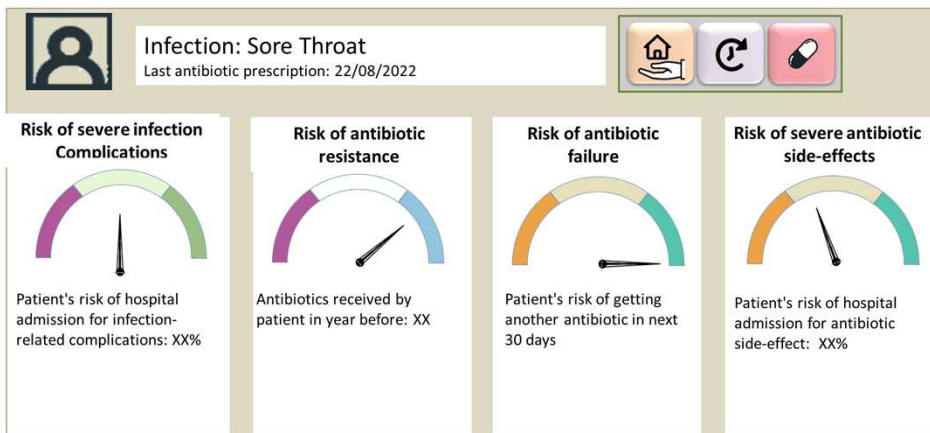 Infection: Sore Throat
Last antibiotic prescription: 22/08/2022
Risk of severe infection
Complications
Patient's risk of hospital
admission for infection-
related complications: XX%
Risk of antibiotic
resistance
Antibiotics received by
patient in year before: XX
Risk of antibiotic
failure
Patient's risk of getting
another antibiotic in next
30 days
Risk of severe antibiotic
side-effects
Patient's risk of hospital
admission for antibiotic
side-effect: XX%